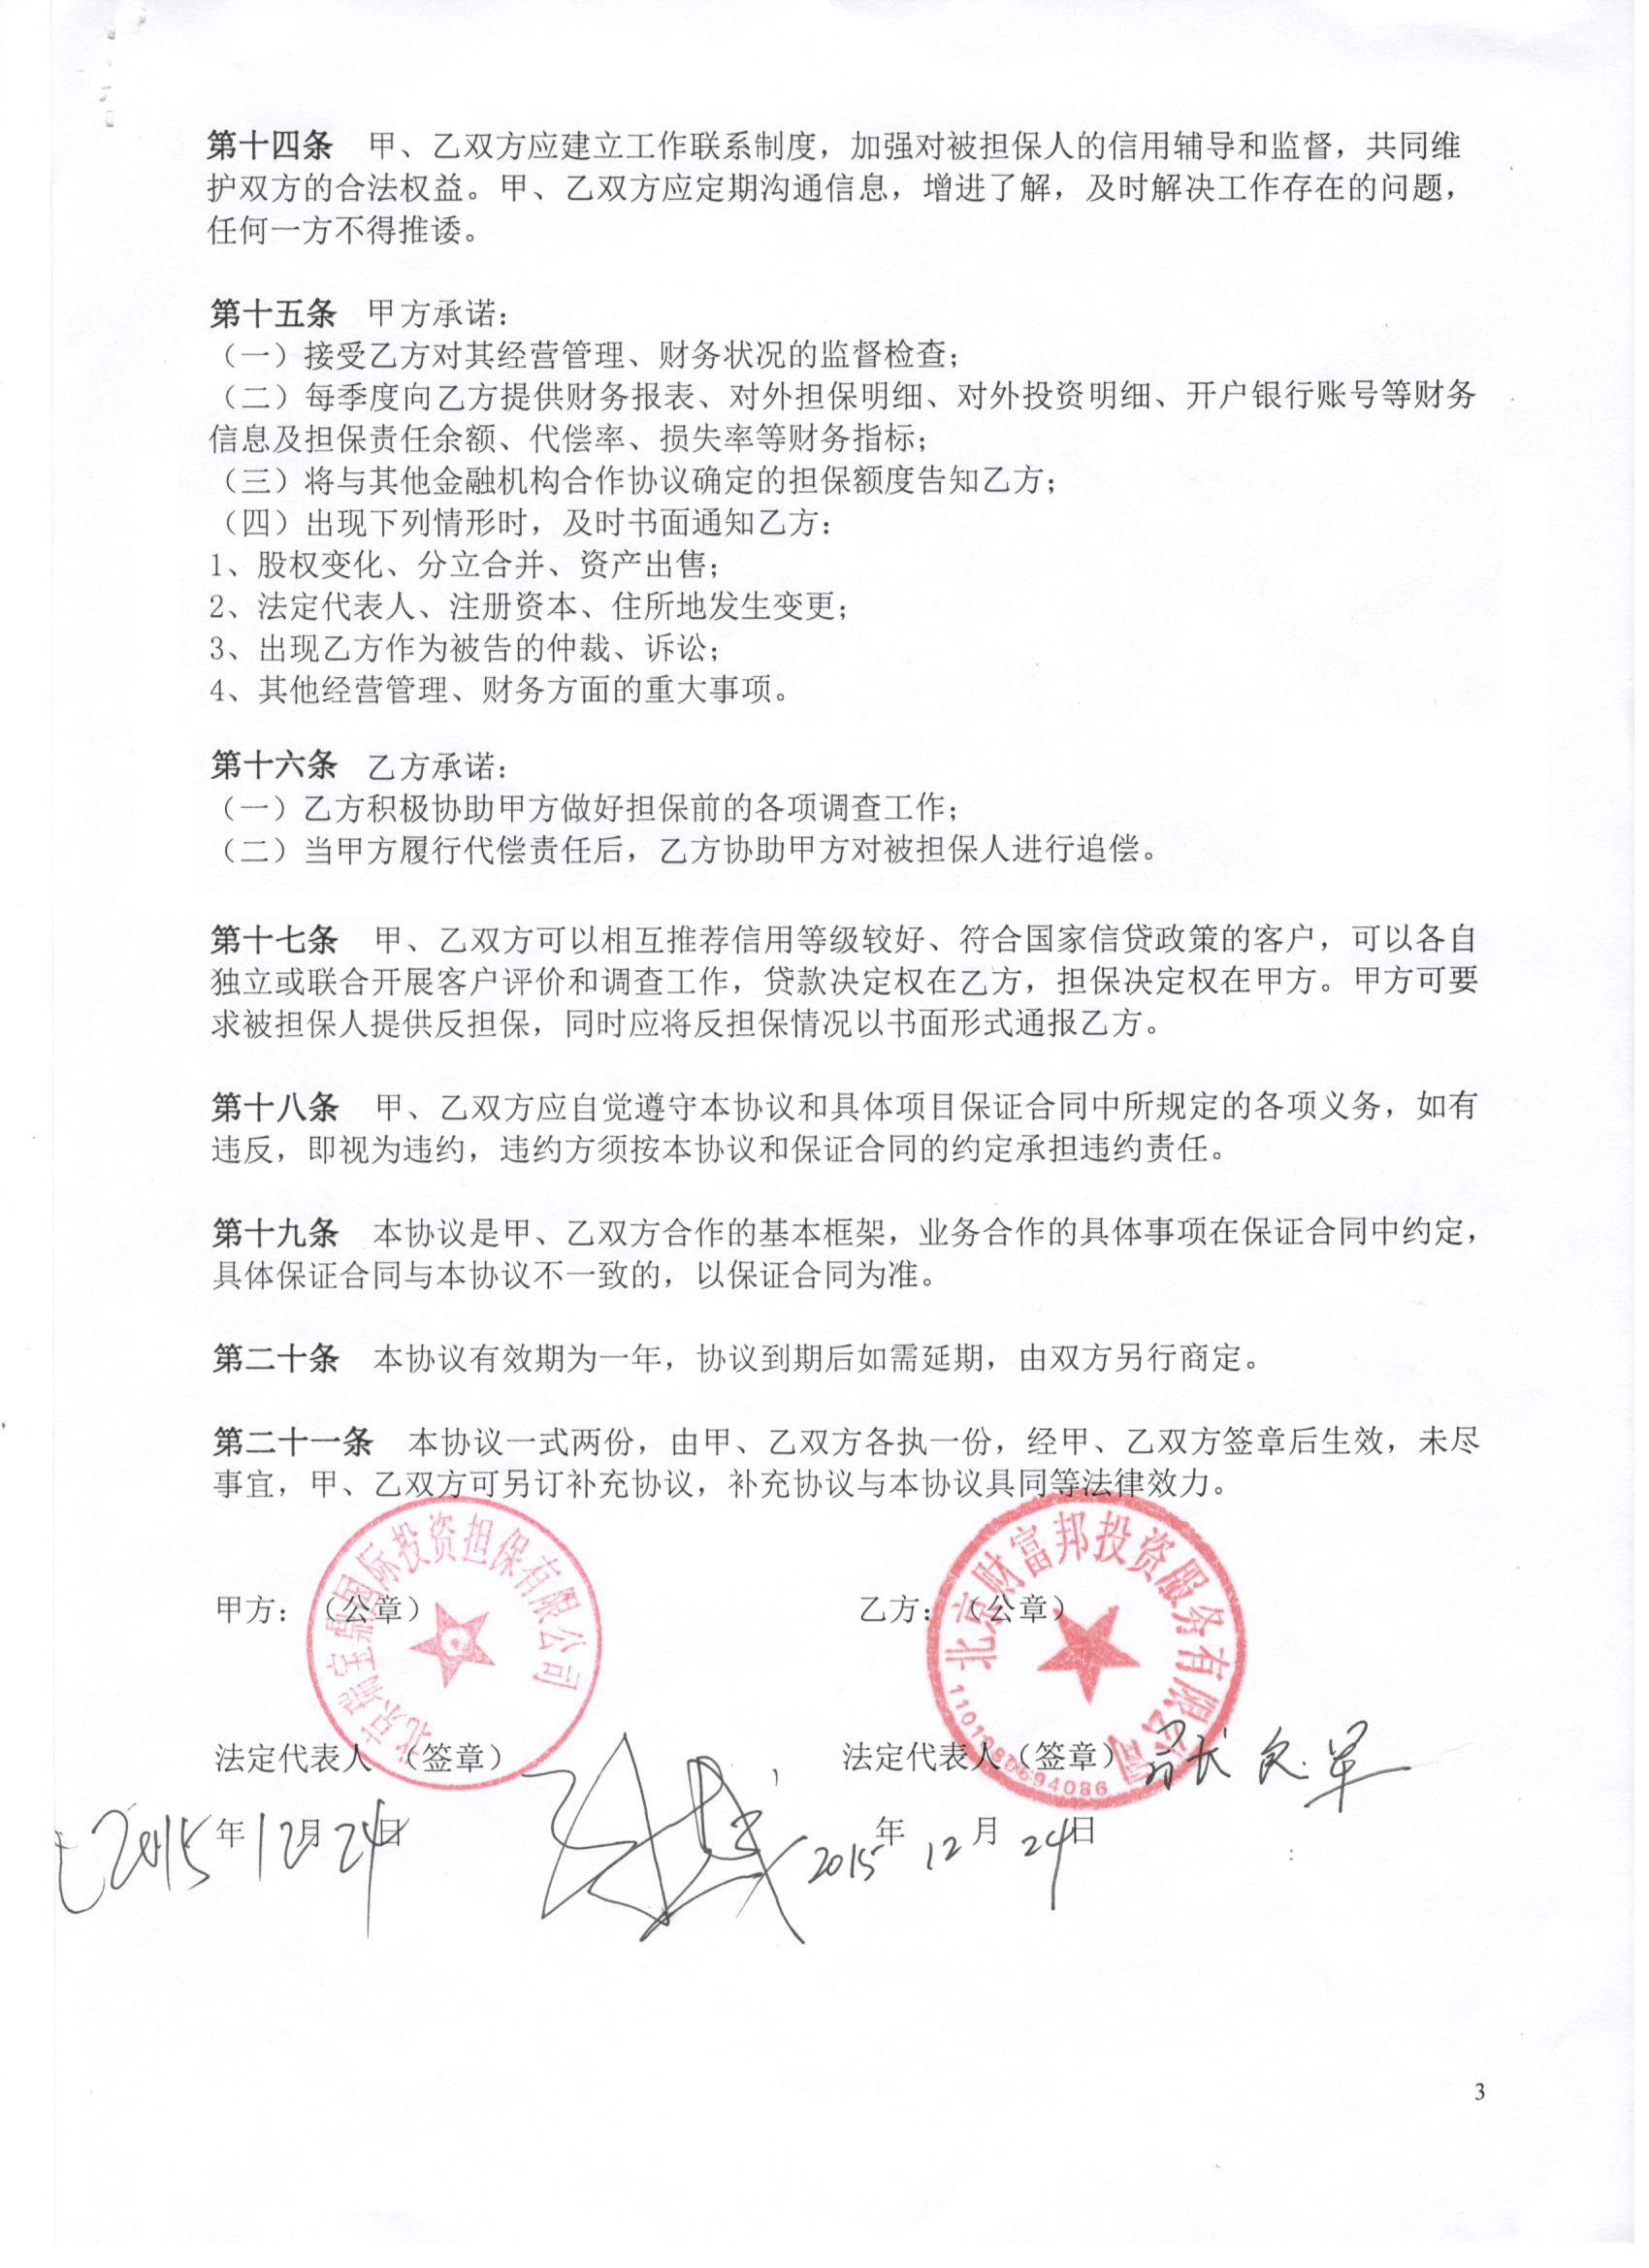 第十四条 甲、乙双方应建立工作联系制度，加强对被担保人的信用辅导和监督，共同维
护双方的合法权益。甲、乙双方应定期沟通信息，增进了解，及时解决工作存在的问题，
任何一方不得推诿。
第十五条 甲方承诺：
（一）接受乙方对其经营管理、财务状况的监督检查；
（二）每季度向乙方提供财务报表、对外担保明细、对外投资明细、开户银行账号等财务
信息及担保责任余额、代偿率、损失率等财务指标；
（三）将与其他金融机构合作协议确定的担保额度告知乙方；
（四）出现下列情形时，及时书面通知乙方：
1、股权变化、分立合并、资产出售；
2、法定代表人、注册资本、住所地发生变更；
3、出现乙方作为被告的仲裁、诉讼；
4、其他经营管理、财务方面的重大事项。
第十六条 乙方承诺：
（一）乙方积极协助甲方做好担保前的各项调查工作；
（二）当甲方履行代偿责任后，乙方协助甲方对被担保人进行追偿。
第十七条 甲、乙双方可以相互推荐信用等级较好、符合国家信贷政策的客户，可以各自
独立或联合开展客户评价和调查工作，贷款决定权在乙方，担保决定权在甲方。甲方可要
求被担保人提供反担保，同时应将反担保情况以书面形式通报乙方。
第十八条 甲、乙双方应自觉遵守本协议和具体项目保证合同中所规定的各项义务，如有
违反，即视为违约，违约方须按本协议和保证合同的约定承担违约责任。
第十九条 本协议是甲、乙双方合作的基本框架，业务合作的具体事项在保证合同中约定，
具体保证合同与本协议不一致的，以保证合同为准。
第二十条 本协议有效期为一年，协议到期后如需延期，由双方另行商定。
第二十一条 本协议一式两份，由甲、乙双方各执一份，经甲、乙双方签章后生效，未尽
事宜，甲、乙双方可另订补充协议，补充协议与本协议具同等法律效力。
北京瑞宝鼎国际投资担保有限公司
北京财富邦投资服务有限公司
甲方：（公章） 乙方：（公章）
法定代表人（签章） 法定代表人（签章）
2015年12月24日 2015年12月24日
3